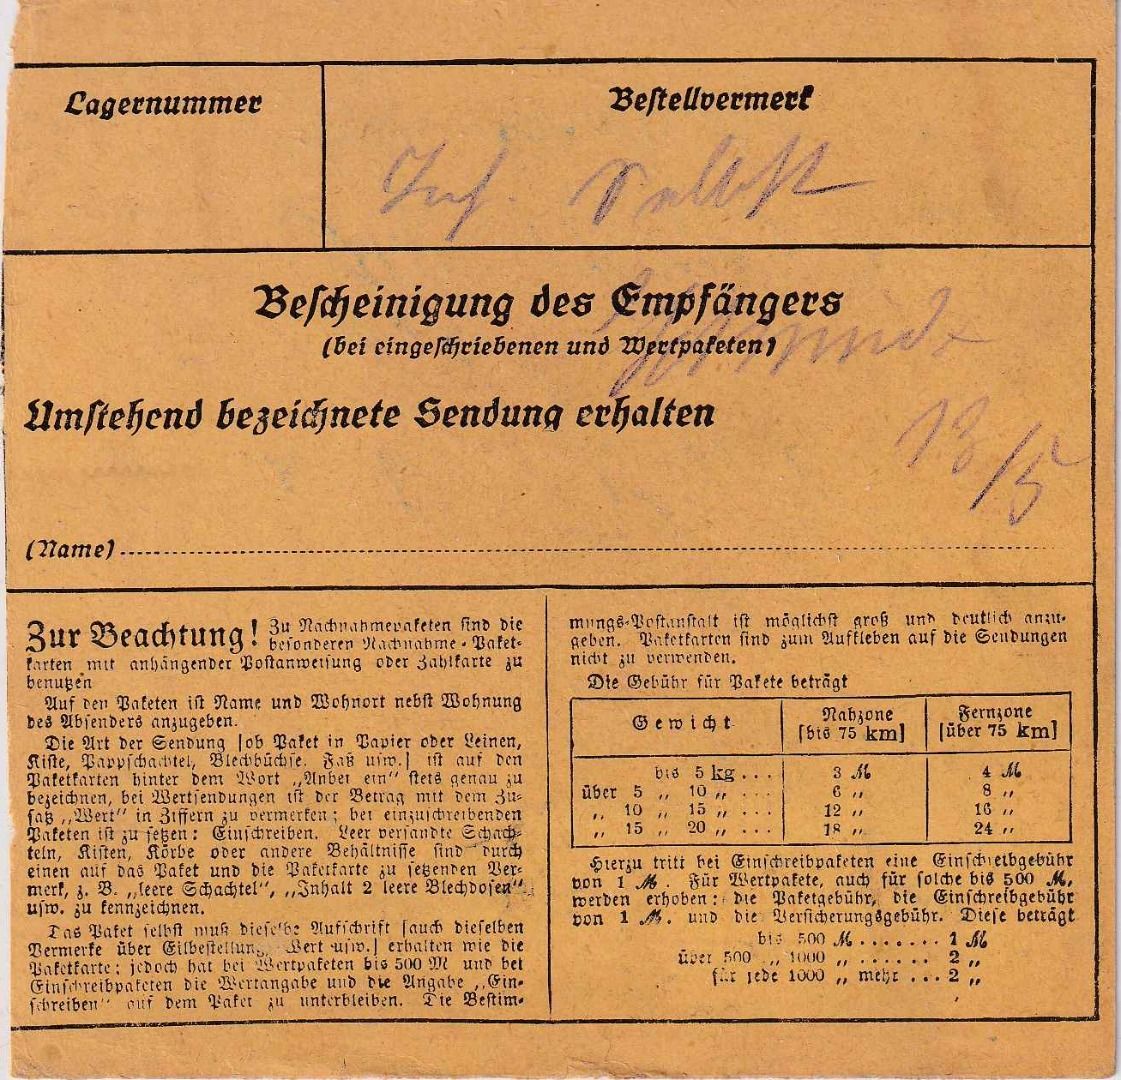 Lagernummer
Bestellvermerk
Selbst
Bescheinigung des Empfängers
(bei eingeschriebenen und Wertpaketen)
Umstehend bezeichnete Sendung erhalten
13/5
(Name)
Zur Beachtung! Zu Nachnahmepaketen sind die
besonderen Nachnahme-Paket-
karten mit anhängender Postanweisung oder Zahlkarte zu
benutzen
Auf den Paketen ist Name und Wohnort nebst Wohnung
des Absenders anzugeben.
Die Art der Sendung [ob Paket in Papier oder Leinen,
Kiste, Pappschachtel, Blechbüchse, Faß usw.] ist auf den
Paketkarten hinter dem Wort „Anbei ein“ stets genau zu
bezeichnen, bei Wertsendungen ist der Betrag mit dem Zu-
satz „Wert“ in Ziffern zu vermerken; bei einzuschreibenden
Paketen ist zu setzen: Einschreiben. Leer versandte Schach-
teln, Kisten, Körbe oder andere Behältnisse sind durch
einen auf das Paket und die Paketkarte zu setzenden Ver-
merk, z. B. „leere Schachtel“, „Inhalt 2 leere Blechdosen“
usw. zu kennzeichnen.
Das Paket selbst muß dieselbe Aufschrift [auch dieselben
Vermerke über Eilbestellung, Wert usw.] erhalten wie die
Paketkarte; jedoch hat bei Wertpaketen bis 500 M und bei
Einschreibpaketen die Wertangabe und die Angabe „Ein-
schreiben“ auf dem Paket zu unterbleiben. Die Bestim-
mungs-Postanstalt ist möglichst groß und deutlich anzu-
geben. Paketkarten sind zum Aufkleben auf die Sendungen
nicht zu verwenden.
Die Gebühr für Pakete beträgt
Gewicht Nahzone [bis 75 km] Fernzone [über 75 km]
bis 5 kg ... 3 M 4 M
über 5 „ 10 „ ... 6 „ 8 „
„ 10 „ 15 „ ... 12 „ 16 „
„ 15 „ 20 „ ... 18 „ 24 „
Hierzu tritt bei Einschreibpaketen eine Einschreibgebühr
von 1 M. Für Wertpakete, auch für solche bis 500 M,
werden erhoben: die Paketgebühr, die Einschreibgebühr
von 1 M. und die Versicherungsgebühr. Diese beträgt
bis 500 M ....... 1 M
über 500 „ 1000 „ ...... 2 „
für jede 1000 „ mehr ... 2 „